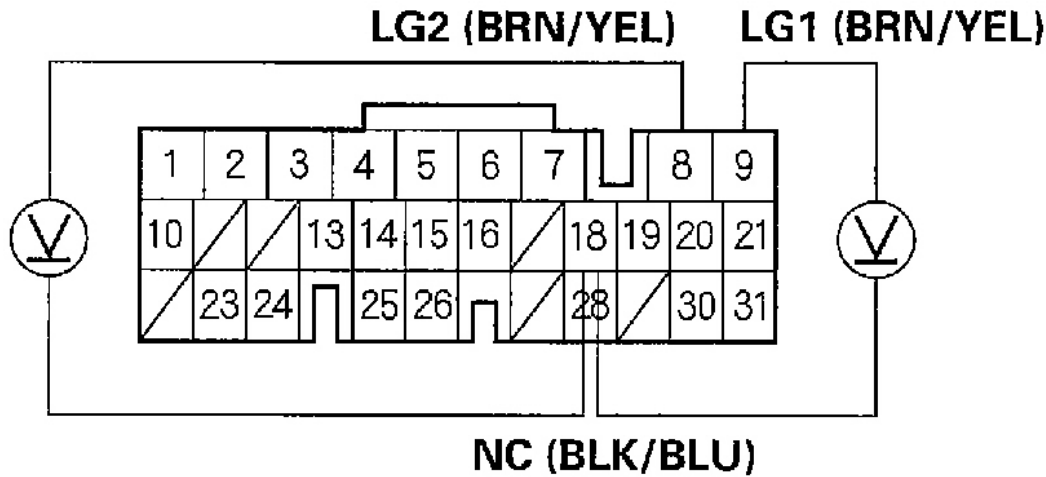 LG2 (BRN/YEL) LG1 (BRN/YEL)
1 2 3 4 5 6 7 8 9
10 13 14 15 16 18 19 20 21
23 24 25 26 28 30 31
V V
NC (BLK/BLU)